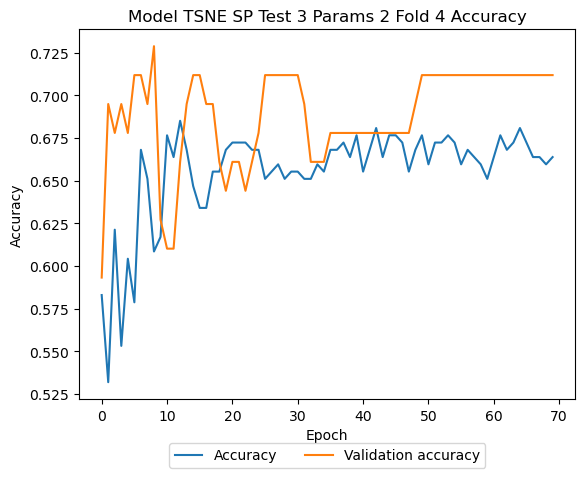 Model TSNE SP Test 3 Params 2 Fold 4 Accuracy
0.725
0.700
0.675
0.650
0.625
0.600
0.575
0.550
0.525
Accuracy
0 10 20 30 40 50 60 70
Epoch
Accuracy Validation accuracy